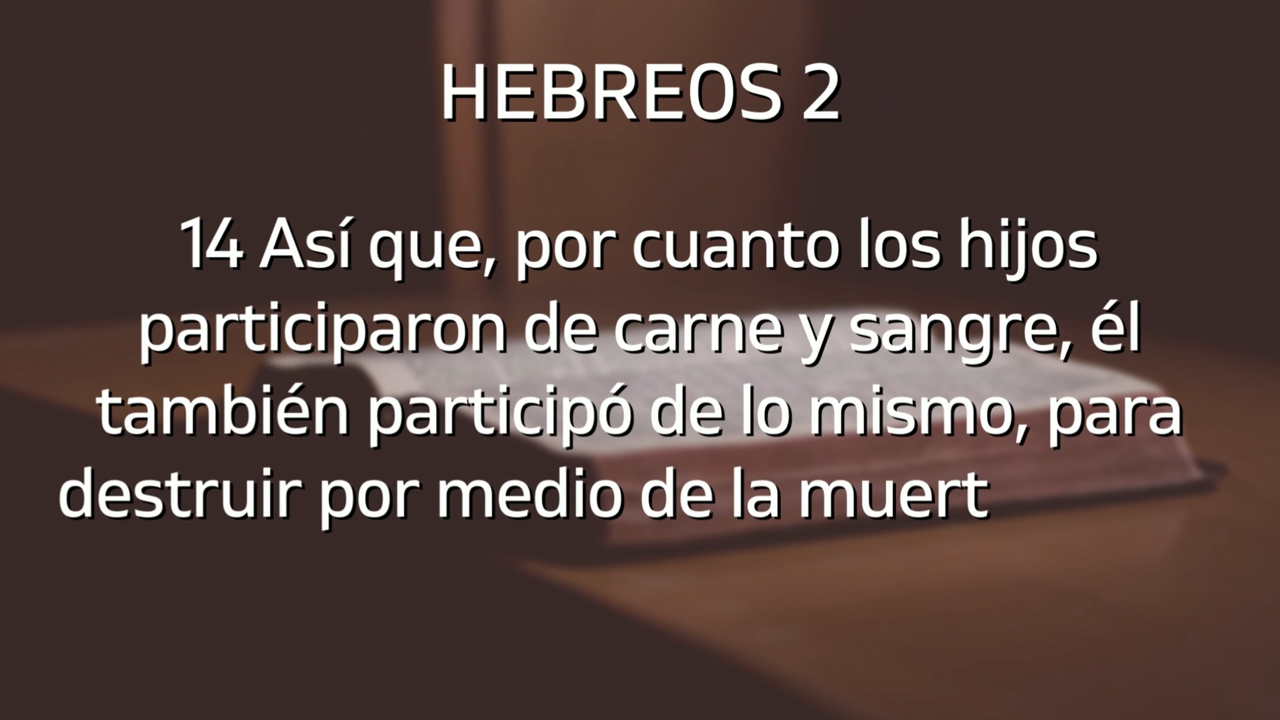 HEBREOS 2
14 Así que, por cuanto los hijos
participaron de carne y sangre, él
también participó de lo mismo, para
destruir por medio de la muert